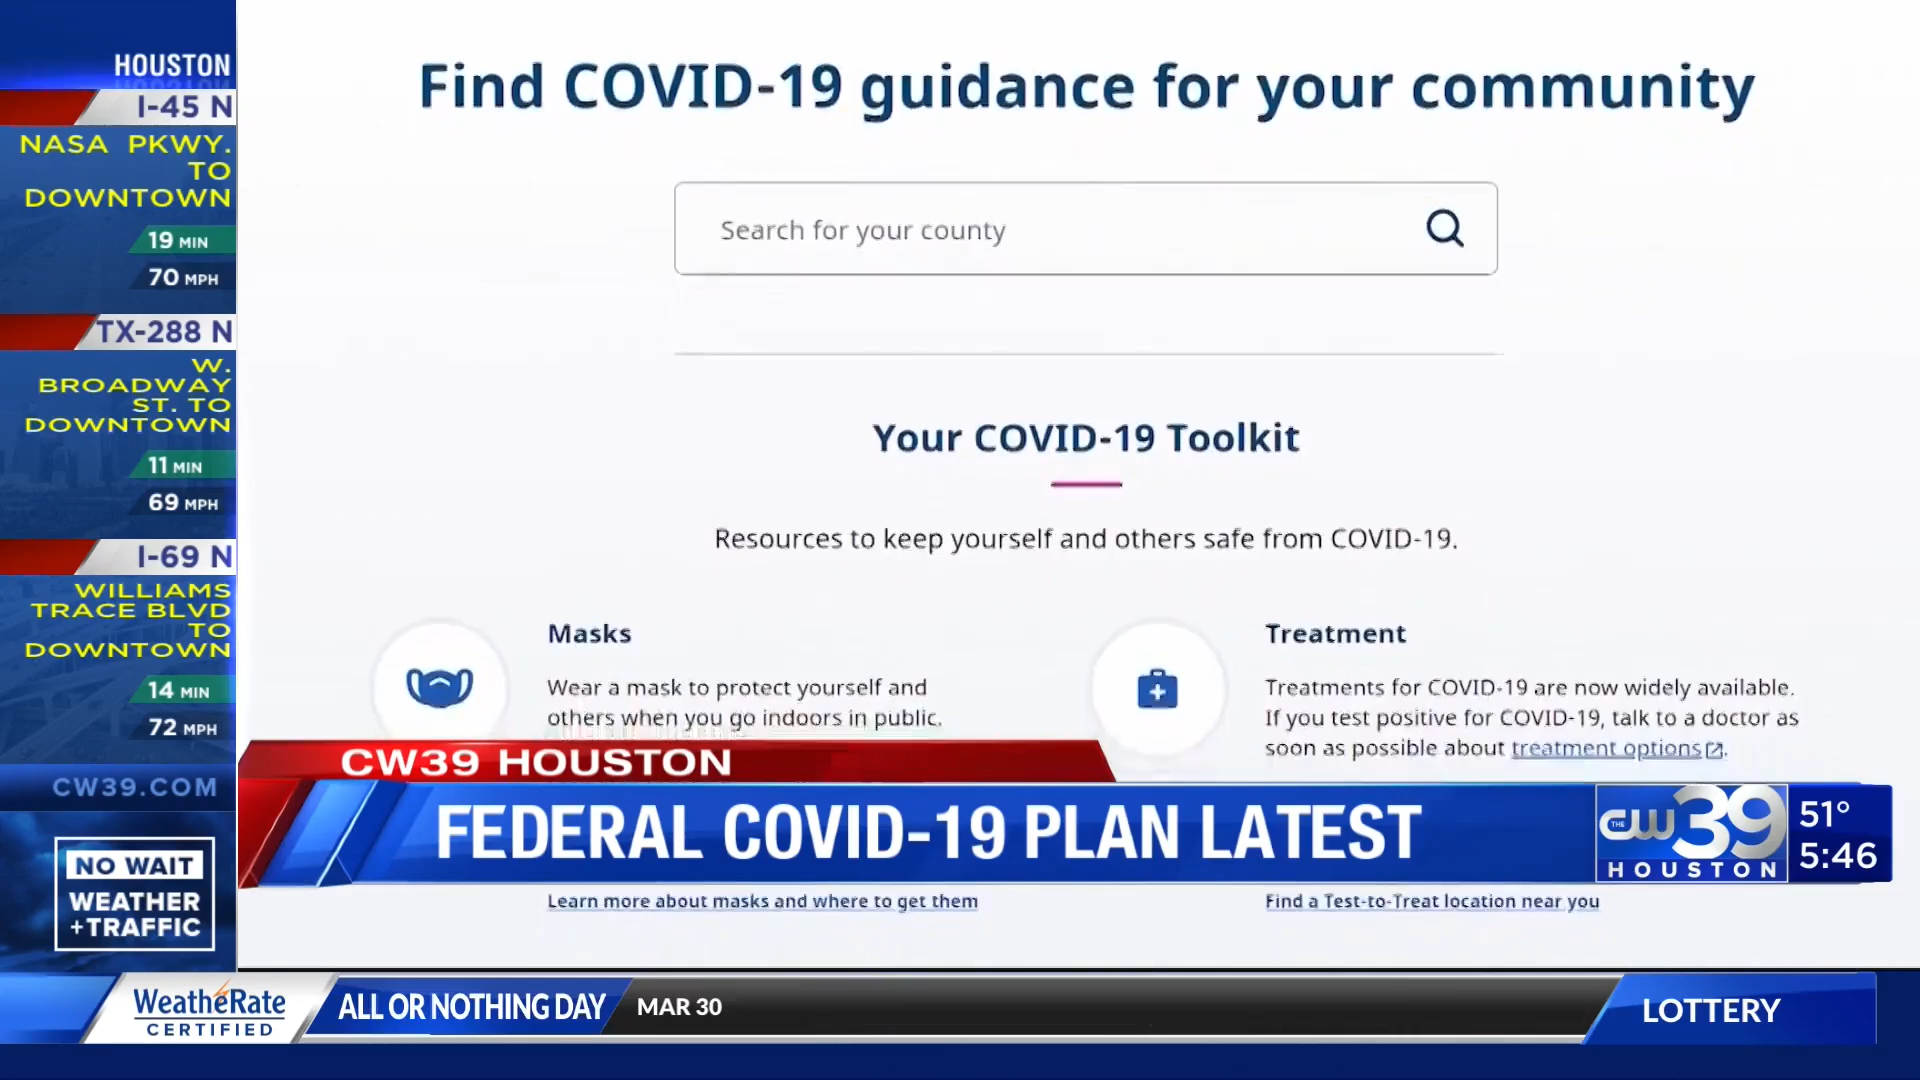 HOUSTON
I-45 N
NASA PKWY.
TO
DOWNTOWN
19 MIN
70 MPH
TX-288 N
W.
BROADWAY
ST. TO
DOWNTOWN
11 MIN
69 MPH
I-69 N
WILLIAMS
TRACE BLVD
TO
DOWNTOWN
14 MIN
72 MPH
CW39.COM
NO WAIT
WEATHER
+TRAFFIC
Find COVID-19 guidance for your community
Search for your county
Your COVID-19 Toolkit
Resources to keep yourself and others safe from COVID-19.
Masks
Wear a mask to protect yourself and
others when you go indoors in public.
Treatment
Treatments for COVID-19 are now widely available.
If you test positive for COVID-19, talk to a doctor as
soon as possible about treatment options.
CW39 HOUSTON
FEDERAL COVID-19 PLAN LATEST
THE CW39
HOUSTON
51°
5:46
Learn more about masks and where to get them
Find a Test-to-Treat location near you
WeatheRate
CERTIFIED
ALL OR NOTHING DAY
MAR 30
LOTTERY